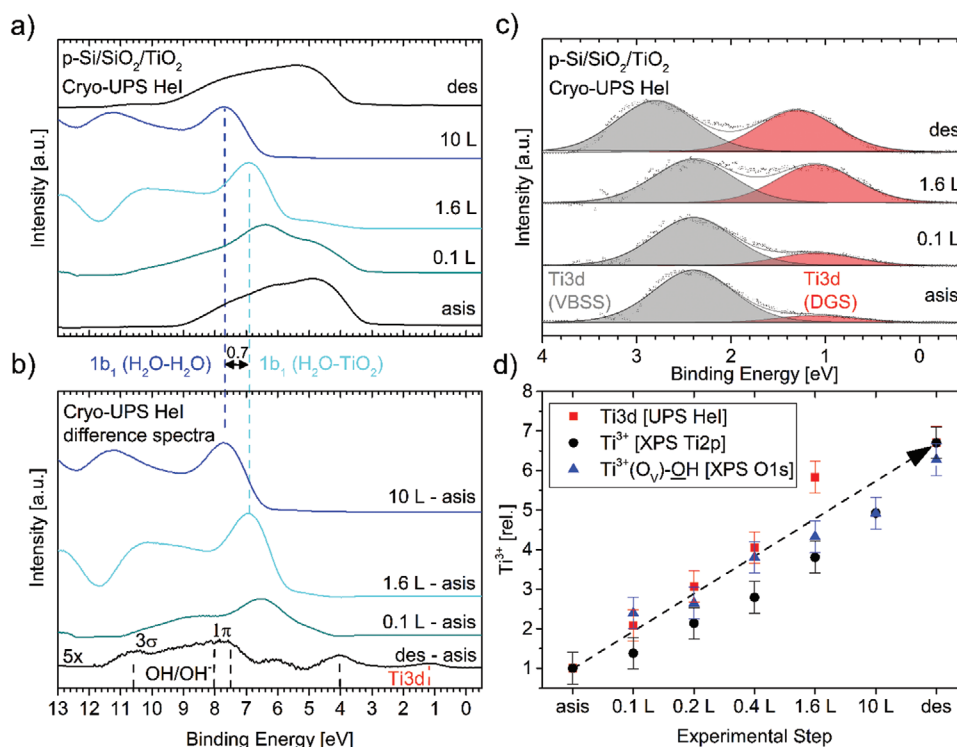 a)
p-Si/SiO₂/TiO₂
Cryo-UPS HeI
des
10 L
1.6 L
0.1 L
asis
Intensity [a.u.]
1b₁ (H₂O-H₂O)
0.7
1b₁ (H₂O-TiO₂)
b)
Cryo-UPS HeI
difference spectra
10 L - asis
1.6 L - asis
0.1 L - asis
des - asis
5x
3σ
1π
OH/OH⁻
Ti3d
Intensity [a.u.]
13 12 11 10 9 8 7 6 5 4 3 2 1 0
Binding Energy [eV]
c)
p-Si/SiO₂/TiO₂
Cryo-UPS HeI
des
1.6 L
0.1 L
asis
Ti3d
(VBSS)
Ti3d
(DGS)
Intensity [a.u.]
4 3 2 1 0
Binding Energy [eV]
d)
Ti3d [UPS HeI]
Ti³⁺ [XPS Ti2p]
Ti³⁺(Oᵥ)-OH [XPS O1s]
Ti³⁺ [rel.]
8
7
6
5
4
3
2
1
0
asis 0.1 L 0.2 L 0.4 L 1.6 L 10 L des
Experimental Step